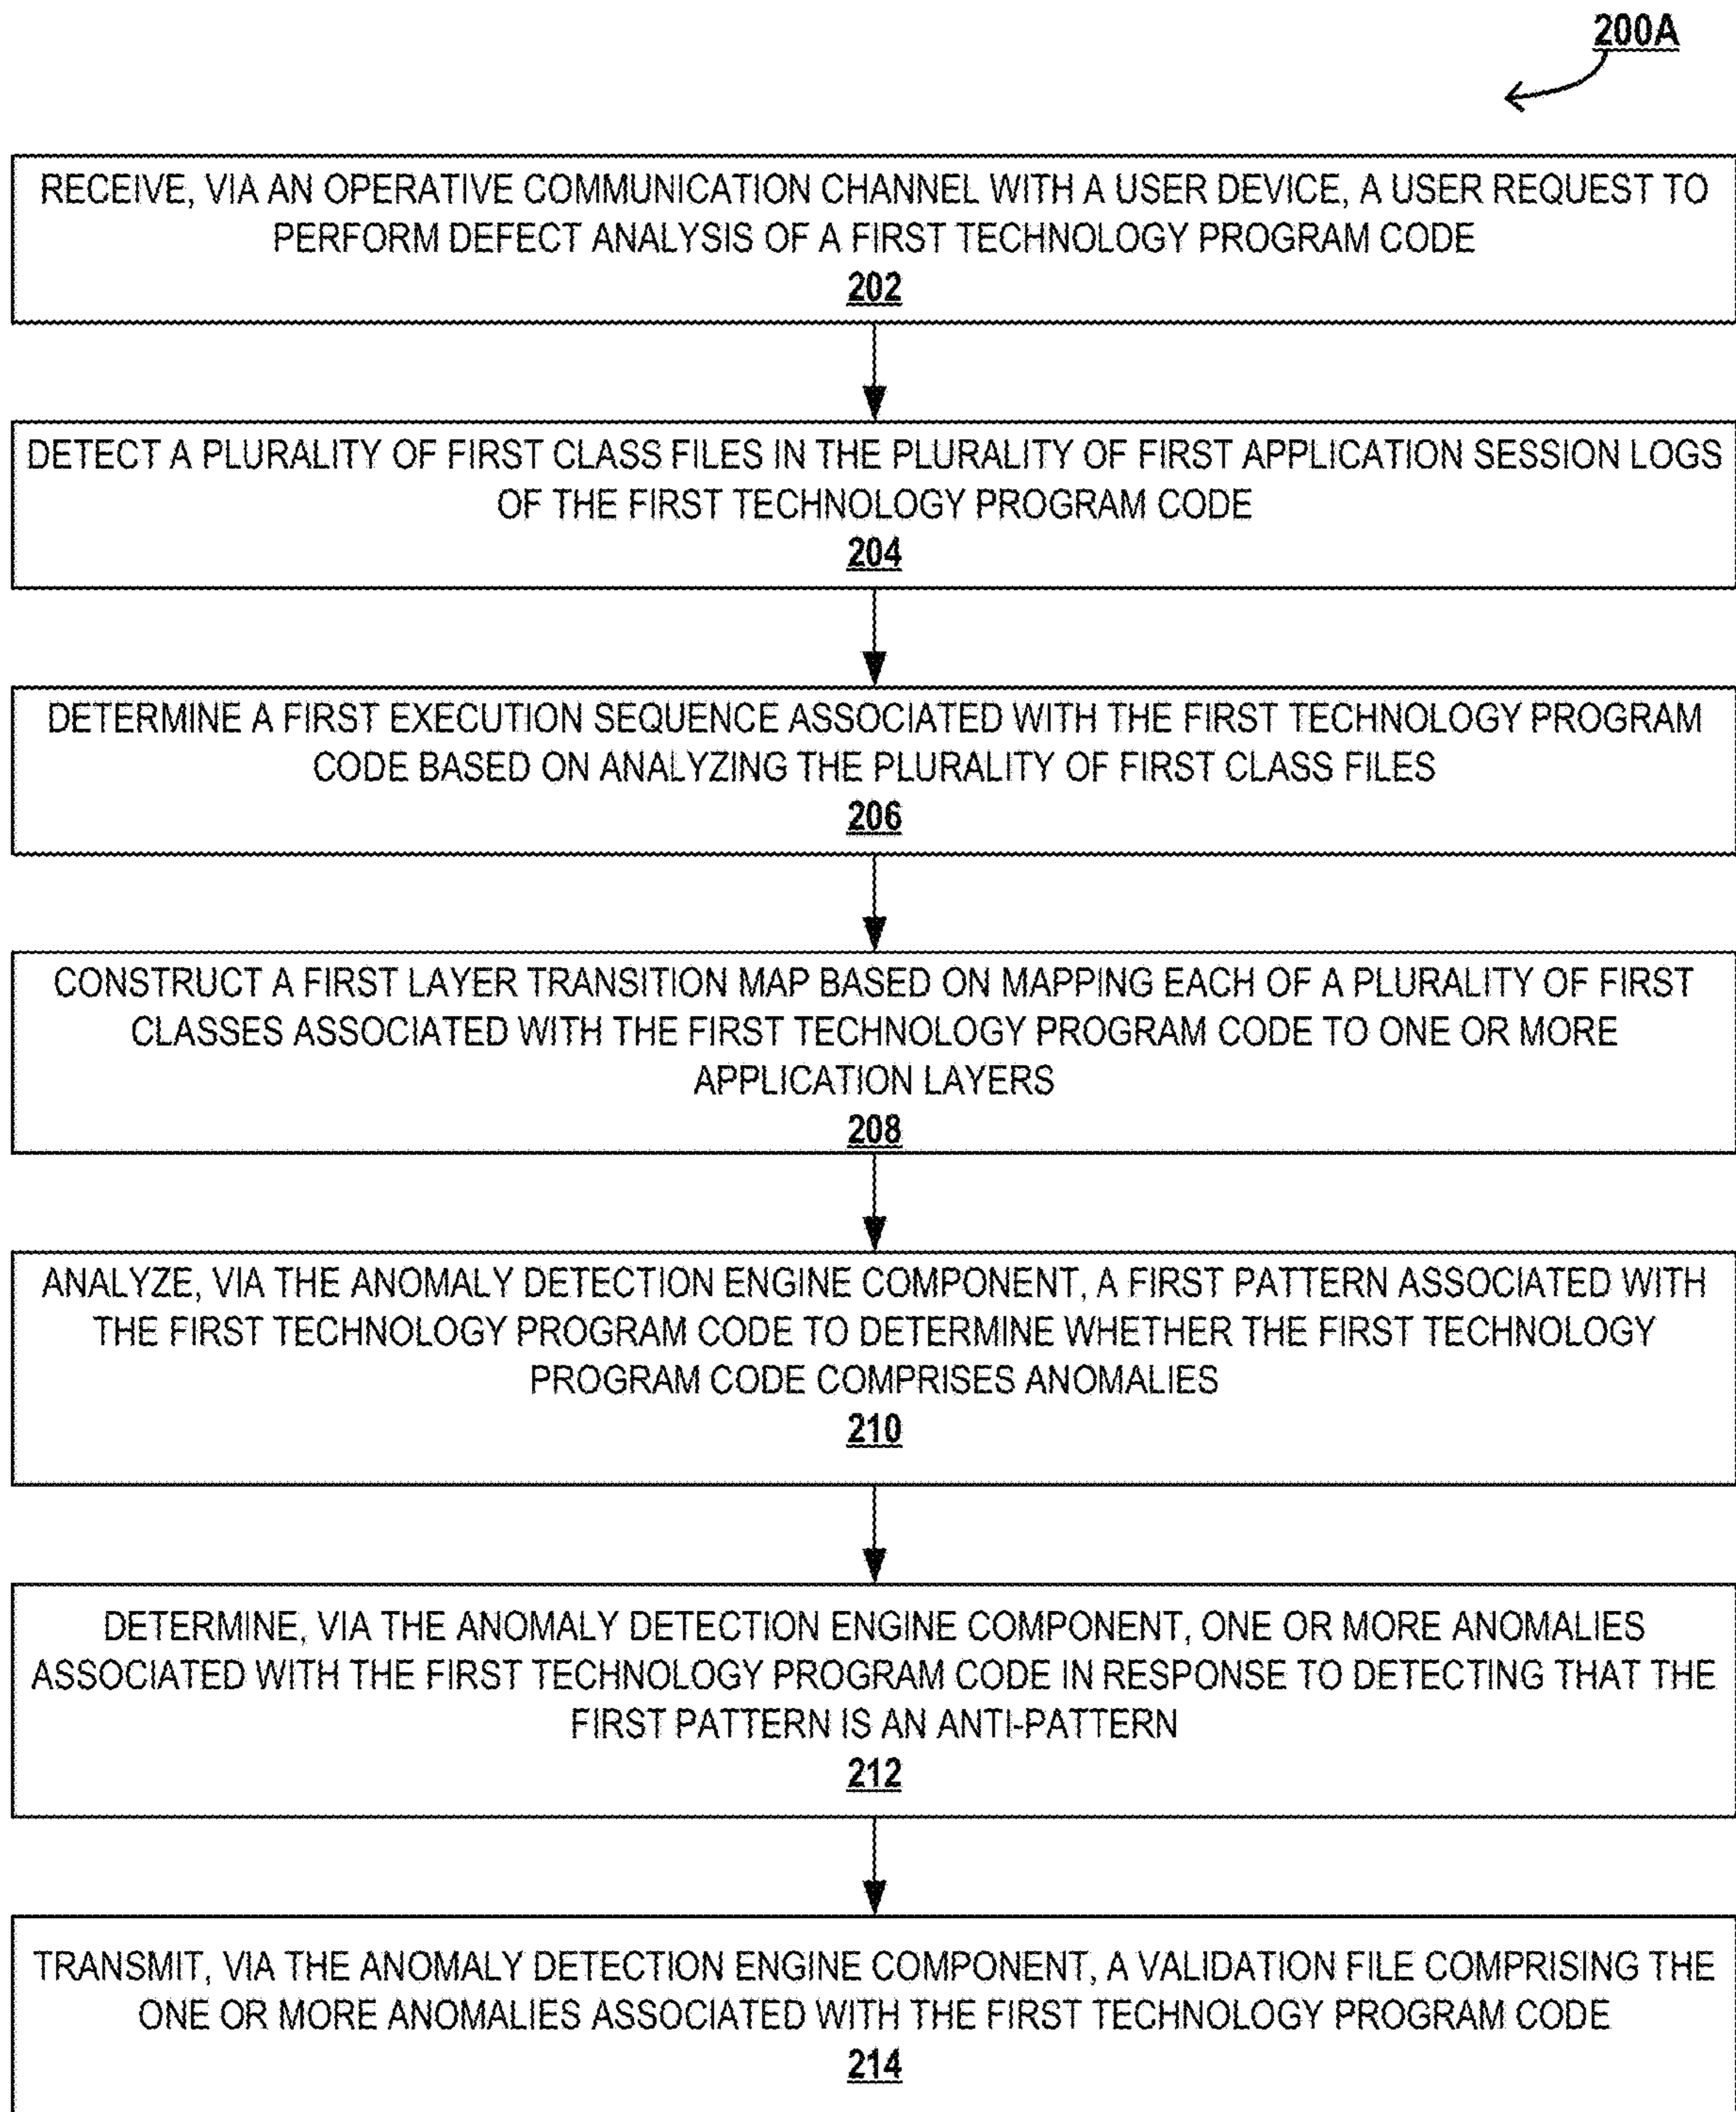 200A
RECEIVE, VIA AN OPERATIVE COMMUNICATION CHANNEL WITH A USER DEVICE, A USER REQUEST TO
PERFORM DEFECT ANALYSIS OF A FIRST TECHNOLOGY PROGRAM CODE
202
DETECT A PLURALITY OF FIRST CLASS FILES IN THE PLURALITY OF FIRST APPLICATION SESSION LOGS
OF THE FIRST TECHNOLOGY PROGRAM CODE
204
DETERMINE A FIRST EXECUTION SEQUENCE ASSOCIATED WITH THE FIRST TECHNOLOGY PROGRAM
CODE BASED ON ANALYZING THE PLURALITY OF FIRST CLASS FILES
206
CONSTRUCT A FIRST LAYER TRANSITION MAP BASED ON MAPPING EACH OF A PLURALITY OF FIRST
CLASSES ASSOCIATED WITH THE FIRST TECHNOLOGY PROGRAM CODE TO ONE OR MORE
APPLICATION LAYERS
208
ANALYZE, VIA THE ANOMALY DETECTION ENGINE COMPONENT, A FIRST PATTERN ASSOCIATED WITH
THE FIRST TECHNOLOGY PROGRAM CODE TO DETERMINE WHETHER THE FIRST TECHNOLOGY
PROGRAM CODE COMPRISES ANOMALIES
210
DETERMINE, VIA THE ANOMALY DETECTION ENGINE COMPONENT, ONE OR MORE ANOMALIES
ASSOCIATED WITH THE FIRST TECHNOLOGY PROGRAM CODE IN RESPONSE TO DETECTING THAT THE
FIRST PATTERN IS AN ANTI-PATTERN
212
TRANSMIT, VIA THE ANOMALY DETECTION ENGINE COMPONENT, A VALIDATION FILE COMPRISING THE
ONE OR MORE ANOMALIES ASSOCIATED WITH THE FIRST TECHNOLOGY PROGRAM CODE
214